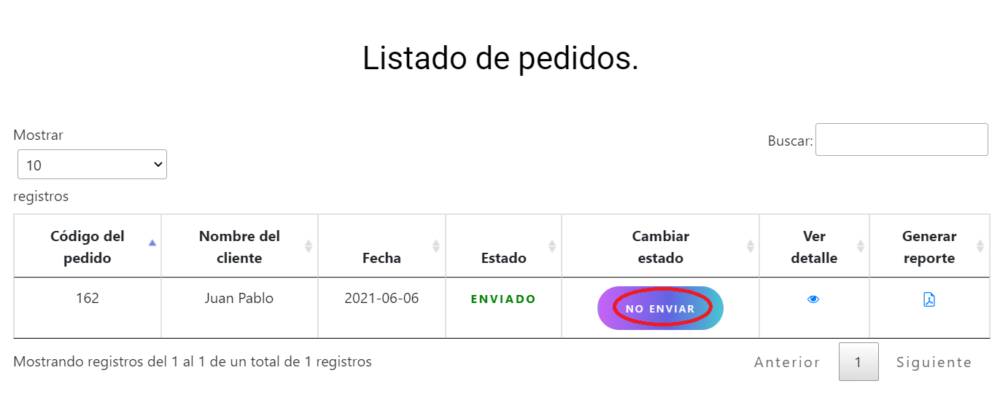 Listado de pedidos.
Mostrar
10
registros
Buscar:
Código del pedido
Nombre del cliente
Fecha
Estado
Cambiar estado
Ver detalle
Generar reporte
162
Juan Pablo
2021-06-06
ENVIADO
NO ENVIAR
Mostrando registros del 1 al 1 de un total de 1 registros
Anterior
1
Siguiente